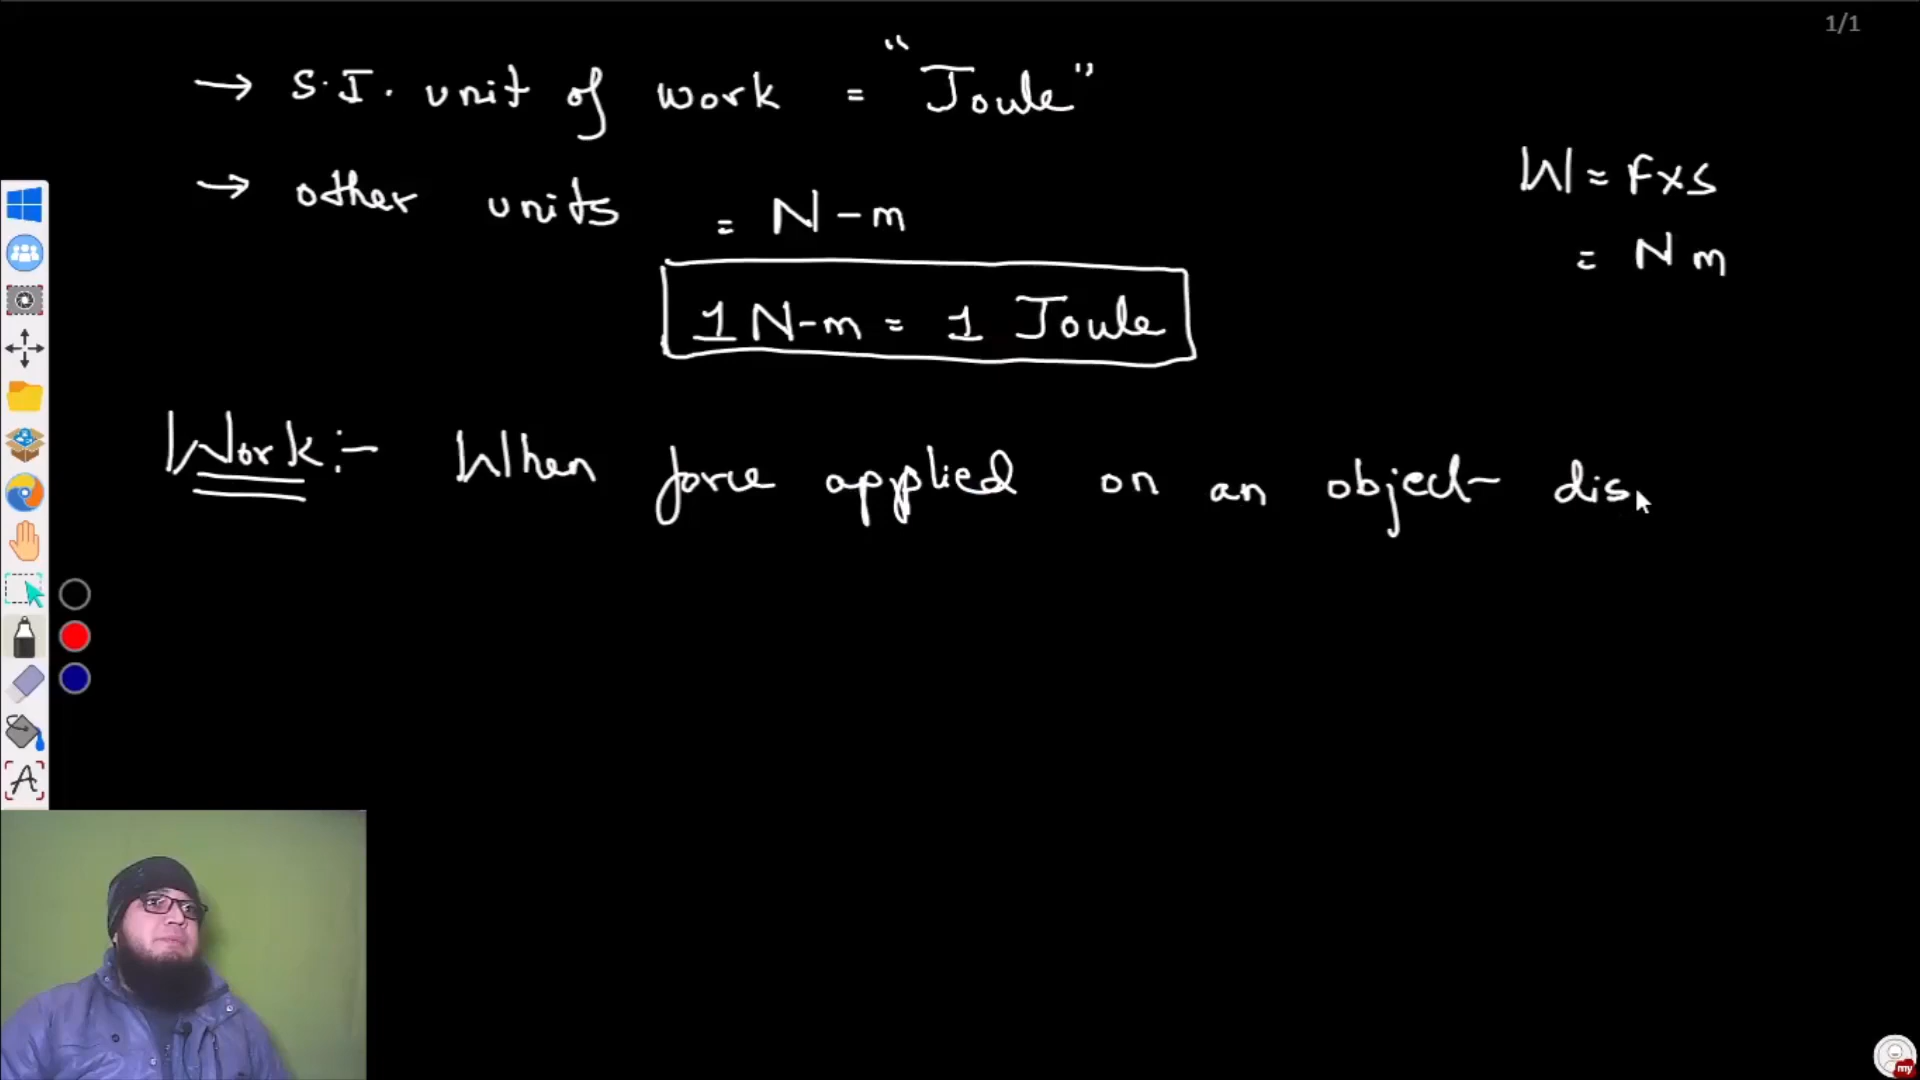 1/1
→ S.I. unit of work = "Joule"
→ other units = N-m
1 N-m = 1 Joule
W = F x S
= N m
Work :- When force applied on an object dis
A
my